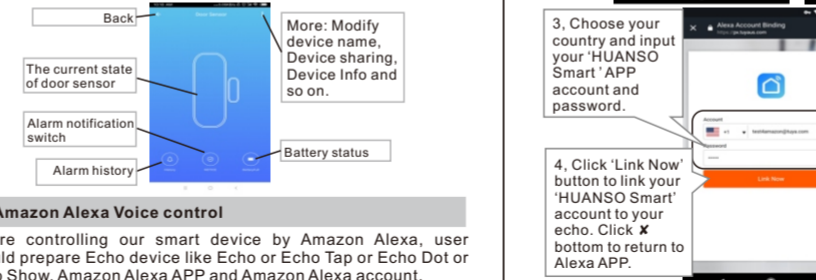 Back
Door Sensor
More: Modify
device name,
Device sharing,
Device Info and
so on.
The current state
of door sensor
Alarm notification
switch
Alarm history
Battery status
Amazon Alexa Voice control
re controlling our smart device by Amazon Alexa, user
ld prepare Echo device like Echo or Echo Tap or Echo Dot or
Show, Amazon Alexa APP and Amazon Alexa account.
3, Choose your
country and input
your 'HUANSO
Smart ' APP
account and
password.
Alexa Account Binding
Account
+1
Password
Link Now
4, Click 'Link Now'
button to link your
'HUANSO Smart'
account to your
echo. Click ✘
bottom to return to
Alexa APP.